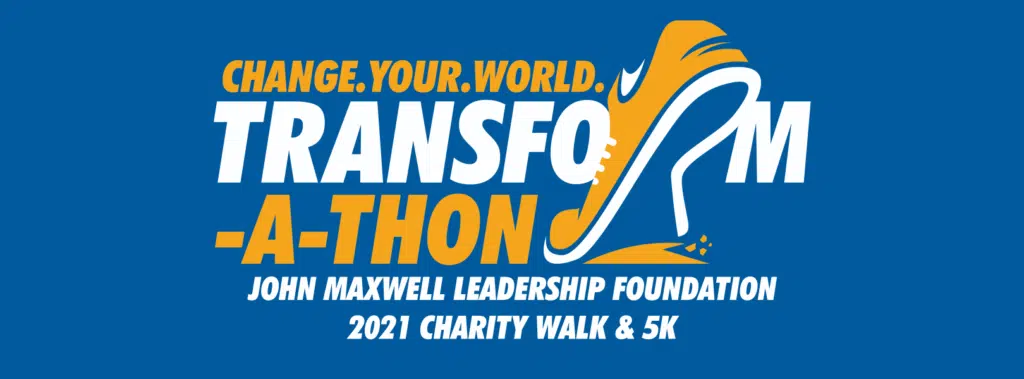 CHANGE.YOUR.WORLD.
TRANSFORM
-A-THON
JOHN MAXWELL LEADERSHIP FOUNDATION
2021 CHARITY WALK & 5K